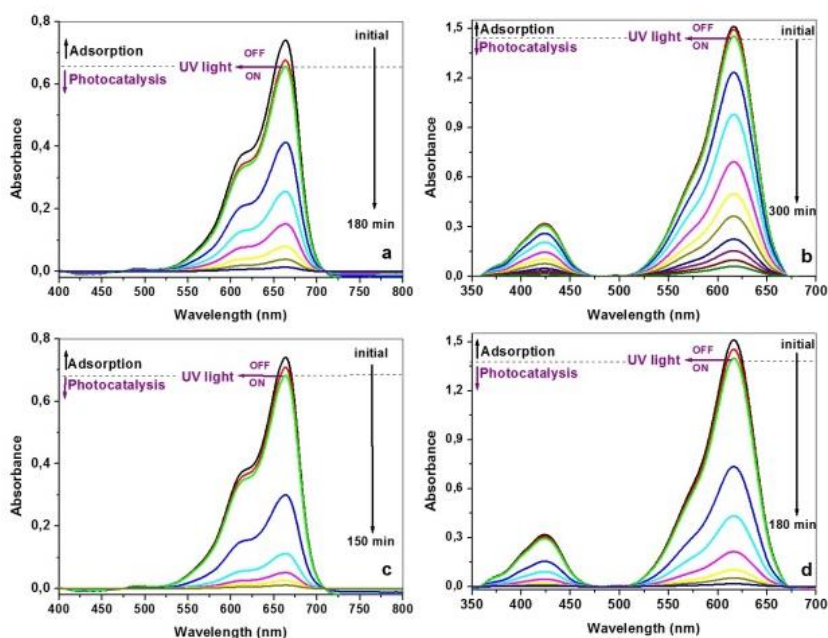 0,8
0,6
0,4
0,2
0,0
Absorbance
Adsorption
Photocatalysis
UV light
OFF
ON
initial
180 min
a
400 450 500 550 600 650 700 750 800
Wavelength (nm)
1,5
1,2
0,9
0,6
0,3
0,0
Absorbance
Adsorption
Photocatalysis
UV light
OFF
ON
initial
300 min
b
350 400 450 500 550 600 650 700
Wavelength (nm)
0,8
0,6
0,4
0,2
0,0
Absorbance
Adsorption
Photocatalysis
UV light
OFF
ON
initial
150 min
c
400 450 500 550 600 650 700 750 800
Wavelength (nm)
1,5
1,2
0,9
0,6
0,3
0,0
Absorbance
Adsorption
Photocatalysis
UV light
OFF
ON
initial
180 min
d
350 400 450 500 550 600 650 700
Wavelength (nm)